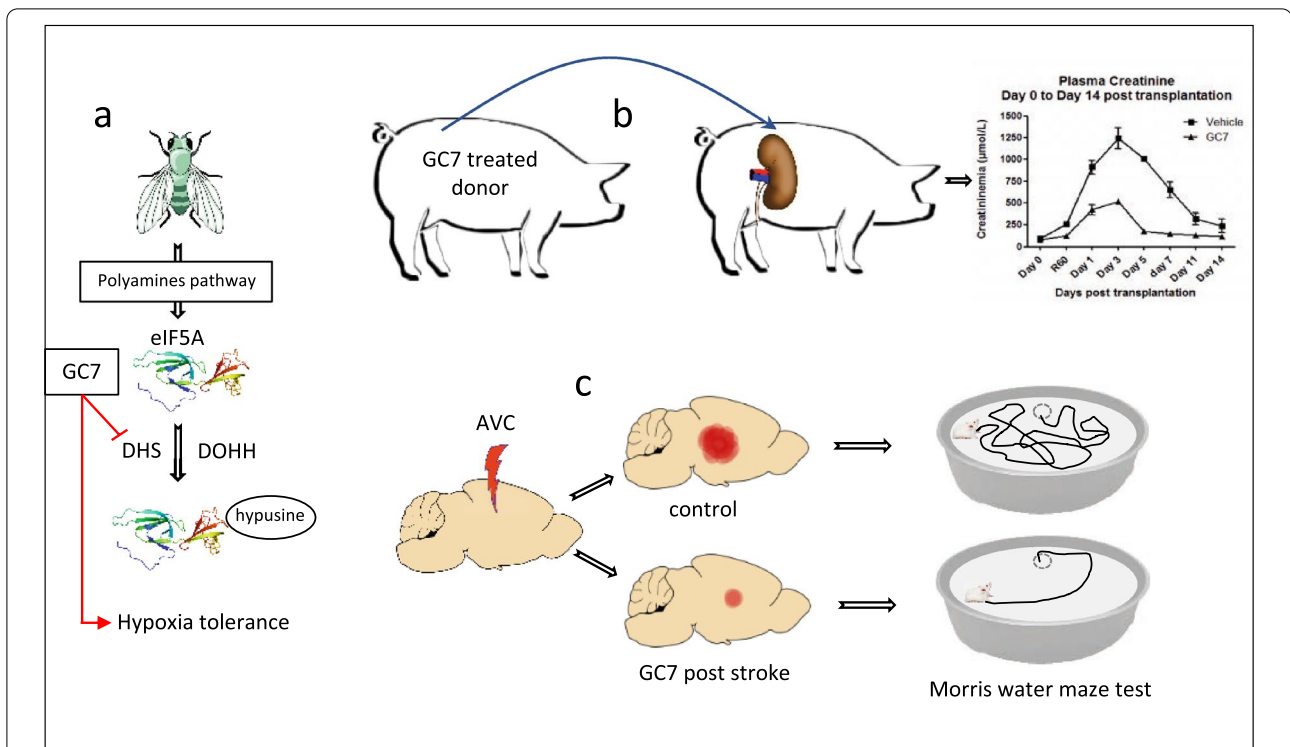 a
Polyamines pathway
eIF5A
GC7
DHS
DOHH
hypusine
Hypoxia tolerance
b
GC7 treated
donor
Plasma Creatinine
Day 0 to Day 14 post transplantation
Vehicle
GC7
Creatininemia (µmol/L)
1500
1250
1000
750
500
250
0
Day 0
R60
Day 1
Day 3
Day 5
day 7
Day 11
Day 14
Days post transplantation
c
AVC
control
GC7 post stroke
Morris water maze test